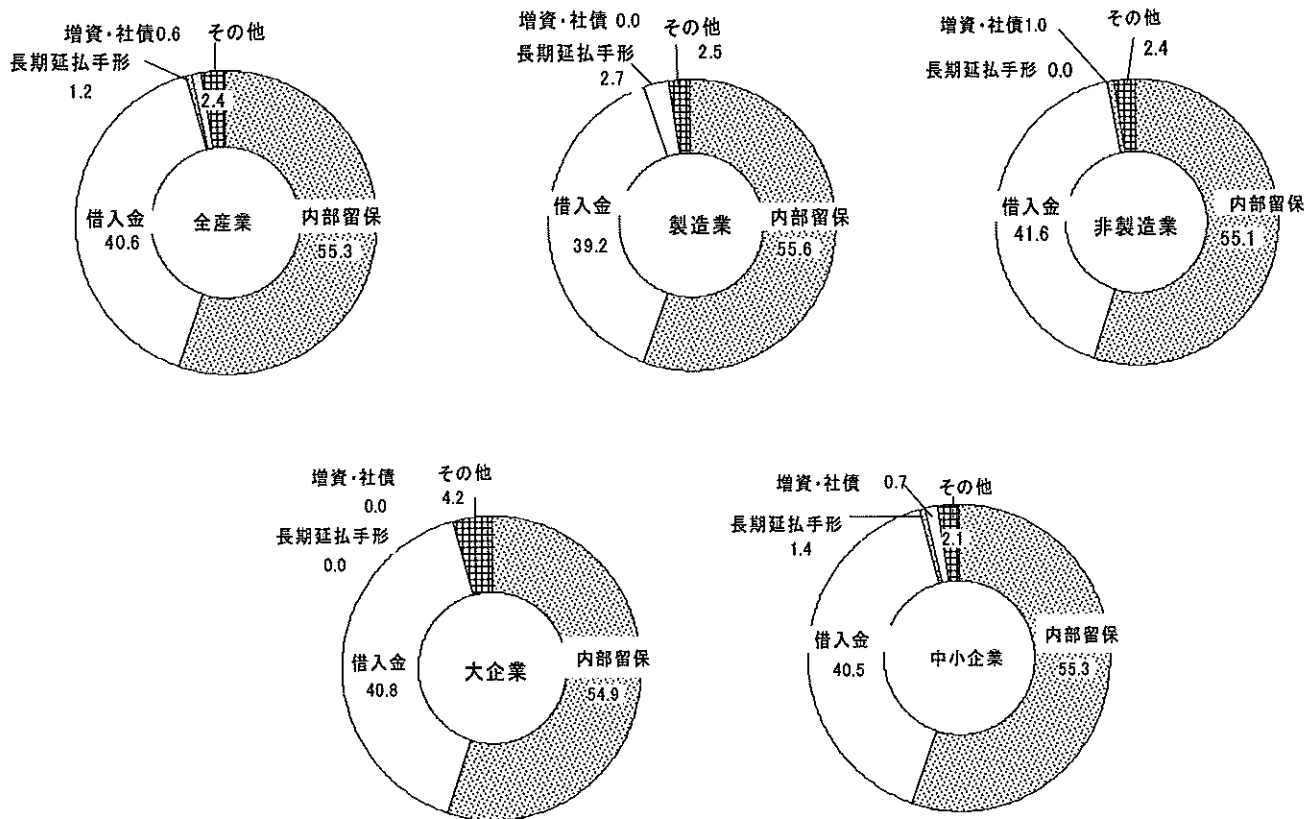 増資・社債0.6 その他
長期延払手形
1.2
2.4
借入金
40.6
全産業
内部留保
55.3
増資・社債 0.0 その他
長期延払手形 2.5
2.7
借入金
39.2
製造業
内部留保
55.6
増資・社債1.0 その他
2.4
長期延払手形 0.0
借入金
41.6
非製造業
内部留保
55.1
増資・社債 その他
0.0 4.2
長期延払手形
0.0
借入金
40.8
大企業
内部留保
54.9
増資・社債 0.7 その他
長期延払手形
1.4
2.1
借入金
40.5
中小企業
内部留保
55.3